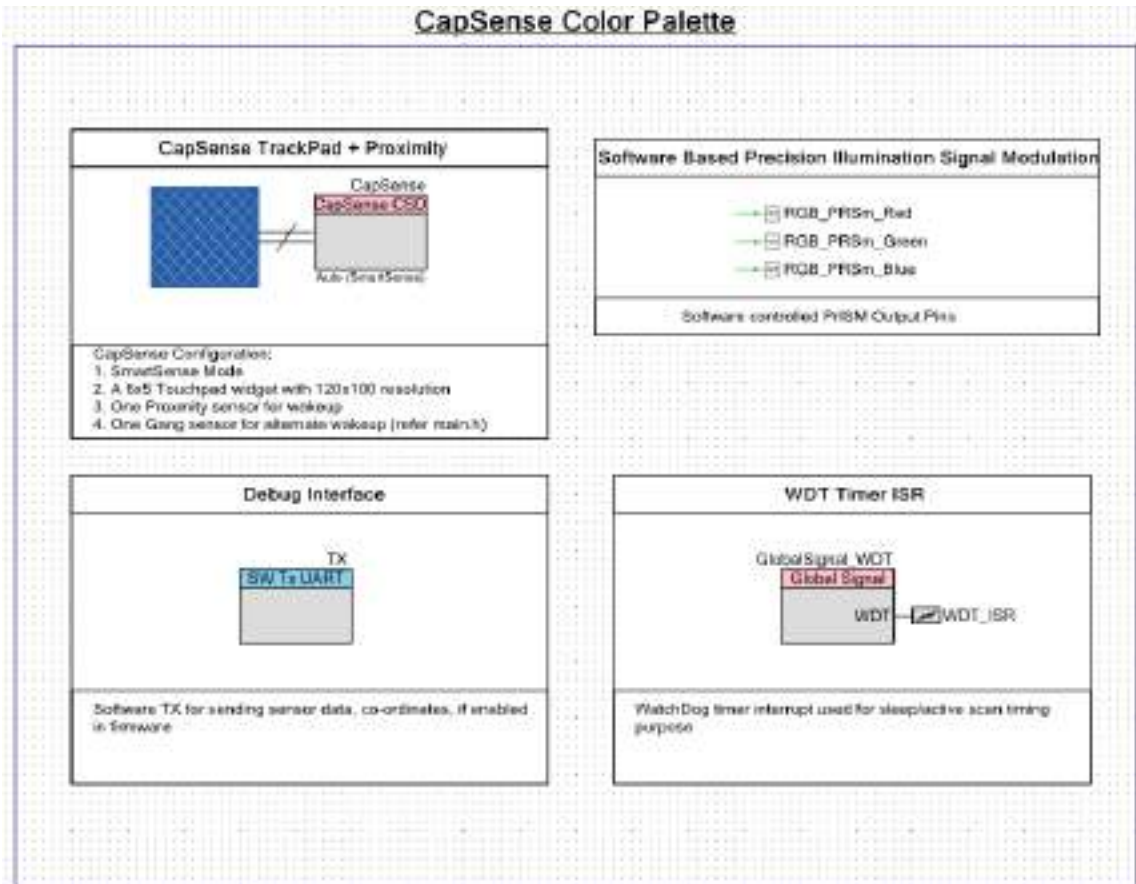 CapSense Color Palette
CapSense TrackPad + Proximity
CapSense
CapSense CSD
Auto (SmartSense)
CapSense Configuration:
1. SmartSense Mode
2. A 6x5 Touchpad widget with 120x100 resolution
3. One Proximity sensor for wakeup
4. One Gang sensor for alternate wakeup (refer main.h)
Software Based Precision Illumination Signal Modulation
RGB_PRSm_Red
RGB_PRSm_Green
RGB_PRSm_Blue
Software controlled PrISM Output Pins
Debug Interface
TX
SW Tx UART
Software TX for sending sensor data, co-ordinates, if enabled
in firmware
WDT Timer ISR
GlobalSignal_WDT
Global Signal
WDT
WDT_ISR
WatchDog timer interrupt used for sleep/active scan timing
purpose